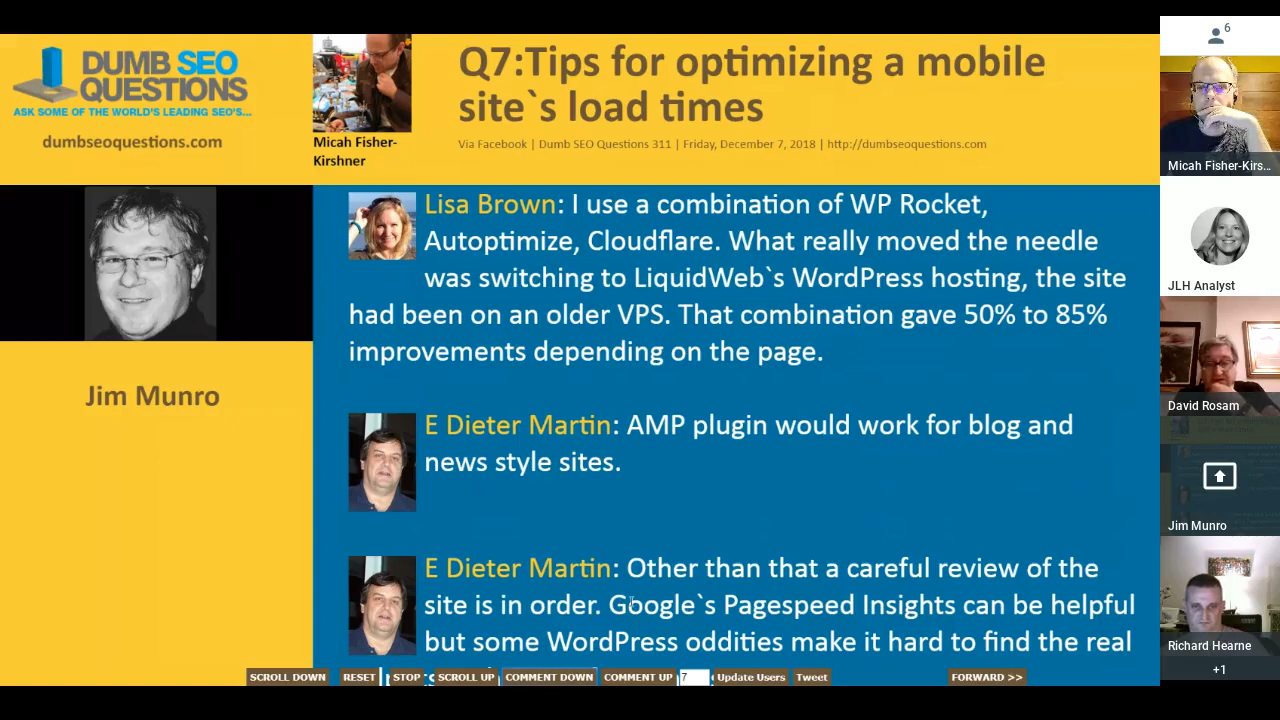 DUMB SEO
QUESTIONS
ASK SOME OF THE WORLD'S LEADING SEO'S...
dumbseoquestions.com
Micah Fisher-
Kirshner
Q7:Tips for optimizing a mobile
site`s load times
Via Facebook | Dumb SEO Questions 311 | Friday, December 7, 2018 | http://dumbseoquestions.com
Jim Munro
Lisa Brown: I use a combination of WP Rocket,
Autoptimize, Cloudflare. What really moved the needle
was switching to LiquidWeb`s WordPress hosting, the site
had been on an older VPS. That combination gave 50% to 85%
improvements depending on the page.
E Dieter Martin: AMP plugin would work for blog and
news style sites.
E Dieter Martin: Other than that a careful review of the
site is in order. Google`s Pagespeed Insights can be helpful
but some WordPress oddities make it hard to find the real
SCROLL DOWN RESET STOP SCROLL UP COMMENT DOWN COMMENT UP 7 Update Users Tweet FORWARD >>
6
Micah Fisher-Kirs...
JLH Analyst
David Rosam
Jim Munro
Richard Hearne
+1